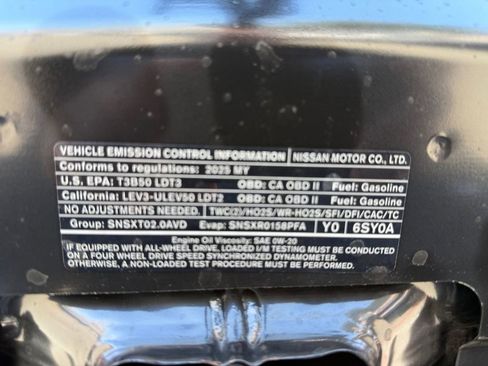 VEHICLE EMISSION CONTROL INFORMATION NISSAN MOTOR CO., LTD.
Conforms to regulations: 2025 MY
U.S. EPA: T3B50 LDT3 OBD: CA OBD II Fuel: Gasoline
California: LEV3-ULEV50 LDT2 OBD: CA OBD II Fuel: Gasoline
NO ADJUSTMENTS NEEDED. TWC(2)/HO2S/WR-HO2S/SFI/DFI/CAC/TC
Group: SNSXT02.0AVD Evap: SNSXR0158PFA Y0 6SY0A
Engine Oil Viscosity: SAE 0W-20
IF EQUIPPED WITH ALL-WHEEL DRIVE, LOADED I/M TESTING MUST BE CONDUCTED
ON A FOUR WHEEL DRIVE SPEED SYNCHRONIZED DYNAMOMETER.
OTHERWISE, A NON-LOADED TEST PROCEDURE MUST BE USED.